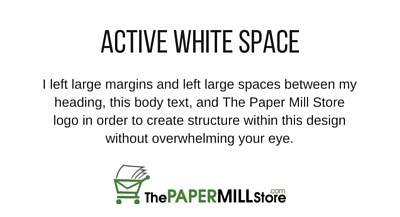 ACTIVE WHITE SPACE
I left large margins and left large spaces between my
heading, this body text, and The Paper Mill Store
logo in order to create structure within this design
without overwhelming your eye.
ThePAPERMILLStore.com